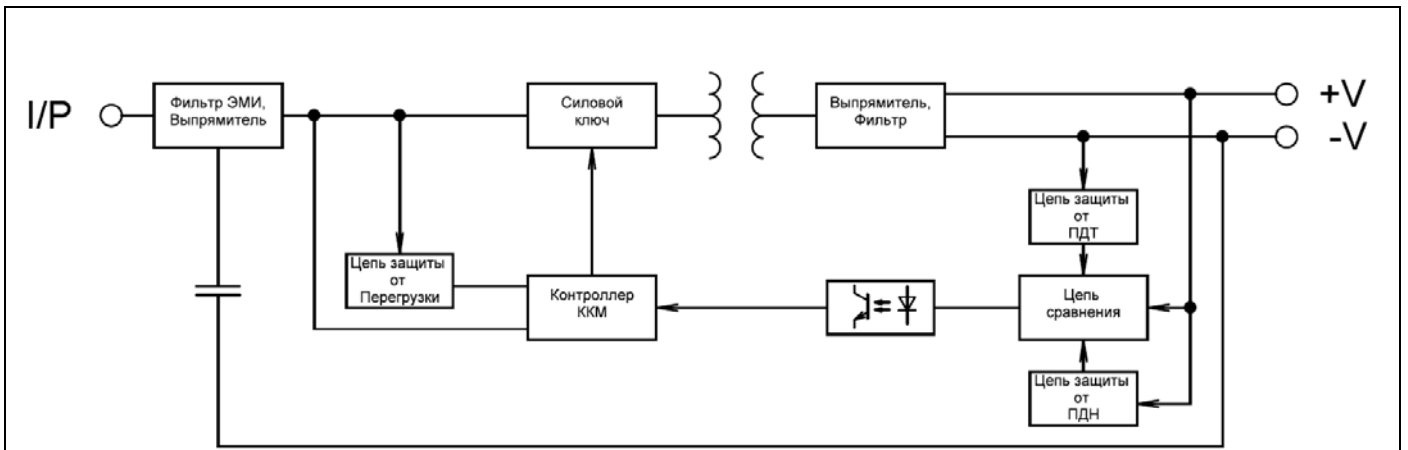 I/P
Фильтр ЭМИ,
Выпрямитель
Силовой
ключ
Выпрямитель,
Фильтр
+V
-V
Цепь защиты
от
ПДТ
Цепь защиты
от
Перегрузки
Контроллер
ККМ
Цепь
сравнения
Цепь защиты
от
ПДН